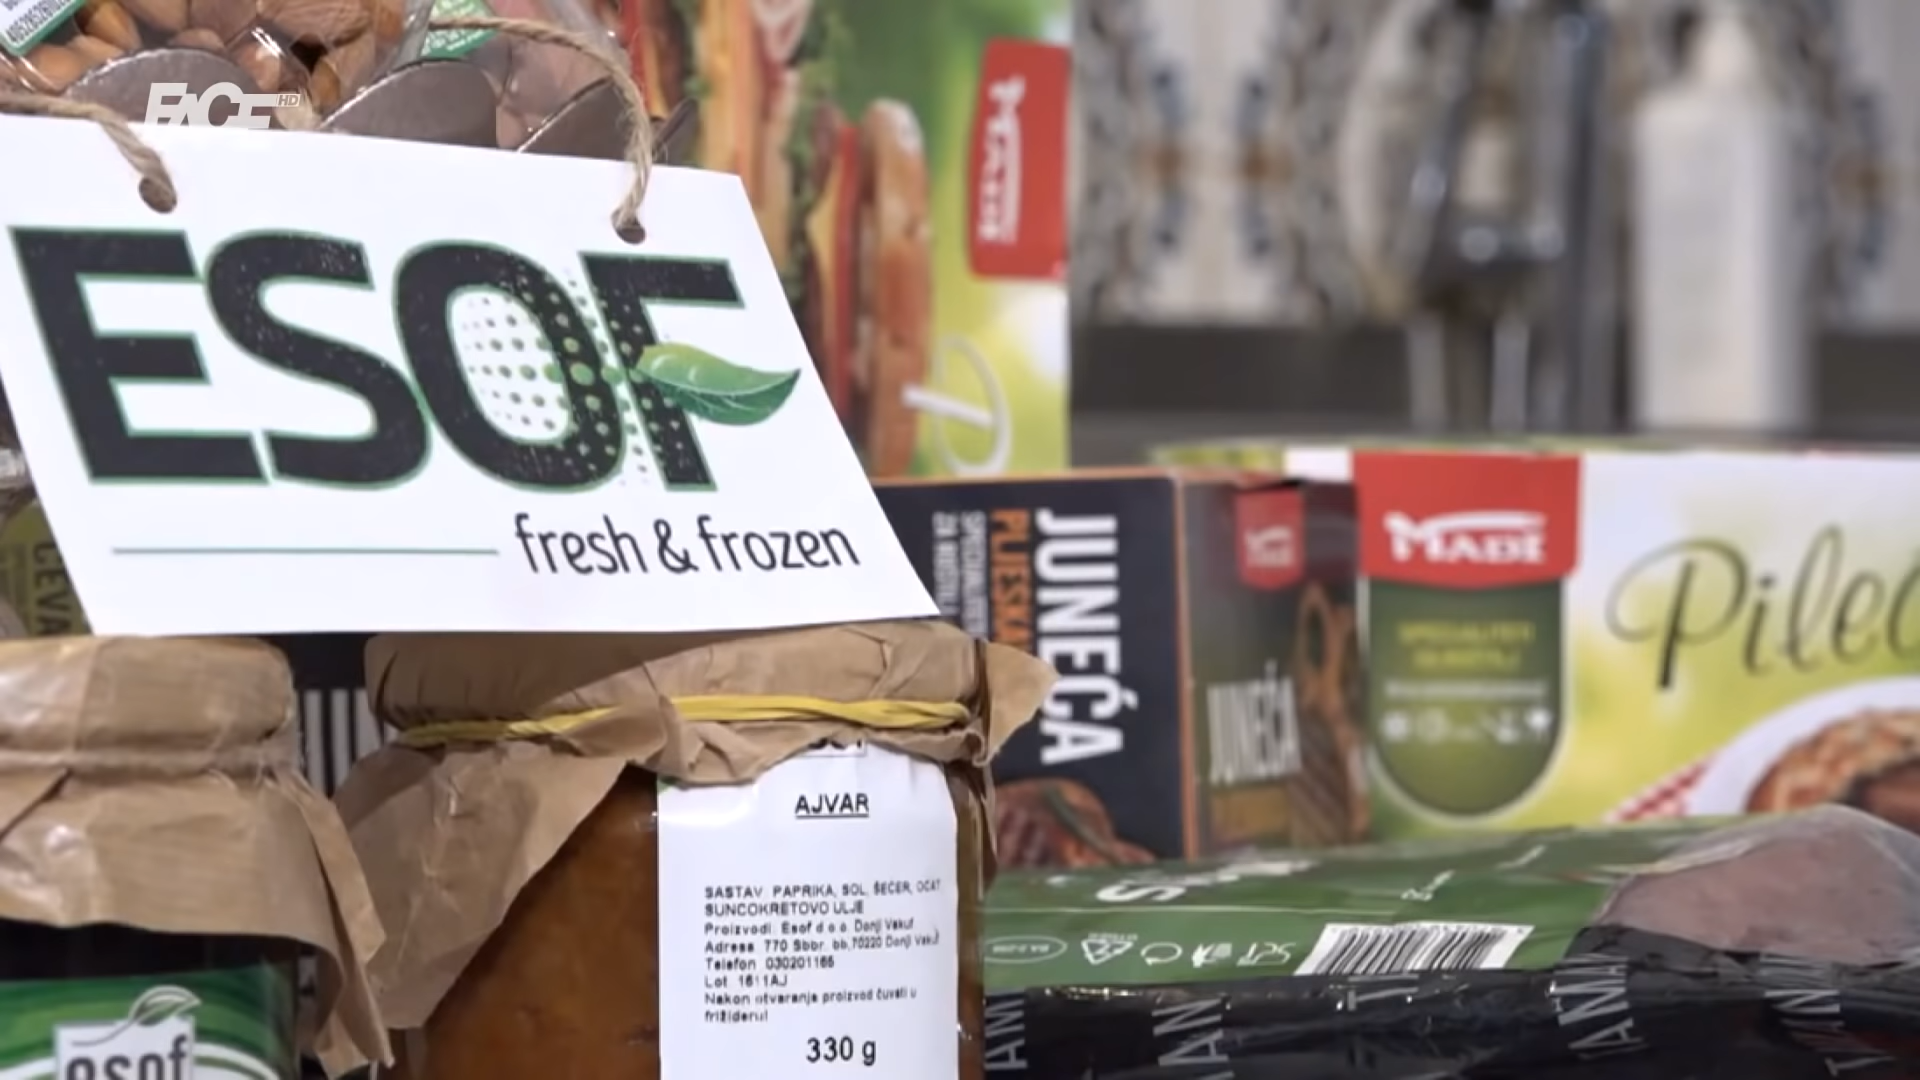 FACE HD
ESOF
fresh & frozen
MADI
JUNEĆA
JUNEĆA
MADI
Pileć
AJVAR
SASTAV: PAPRIKA, SOL, ŠEĆER, OCAT
SUNCOKRETOVO ULJE
Proizvodi: Esof d.o.o. Donji Vakuf
Adresa: 770 Sbbr. bb, 70220 Donji Vakuf
Telefon: 030201165
Lot: 1611AJ
Nakon otvaranja proizvod čuvati u
frižideru!
330 g
esof